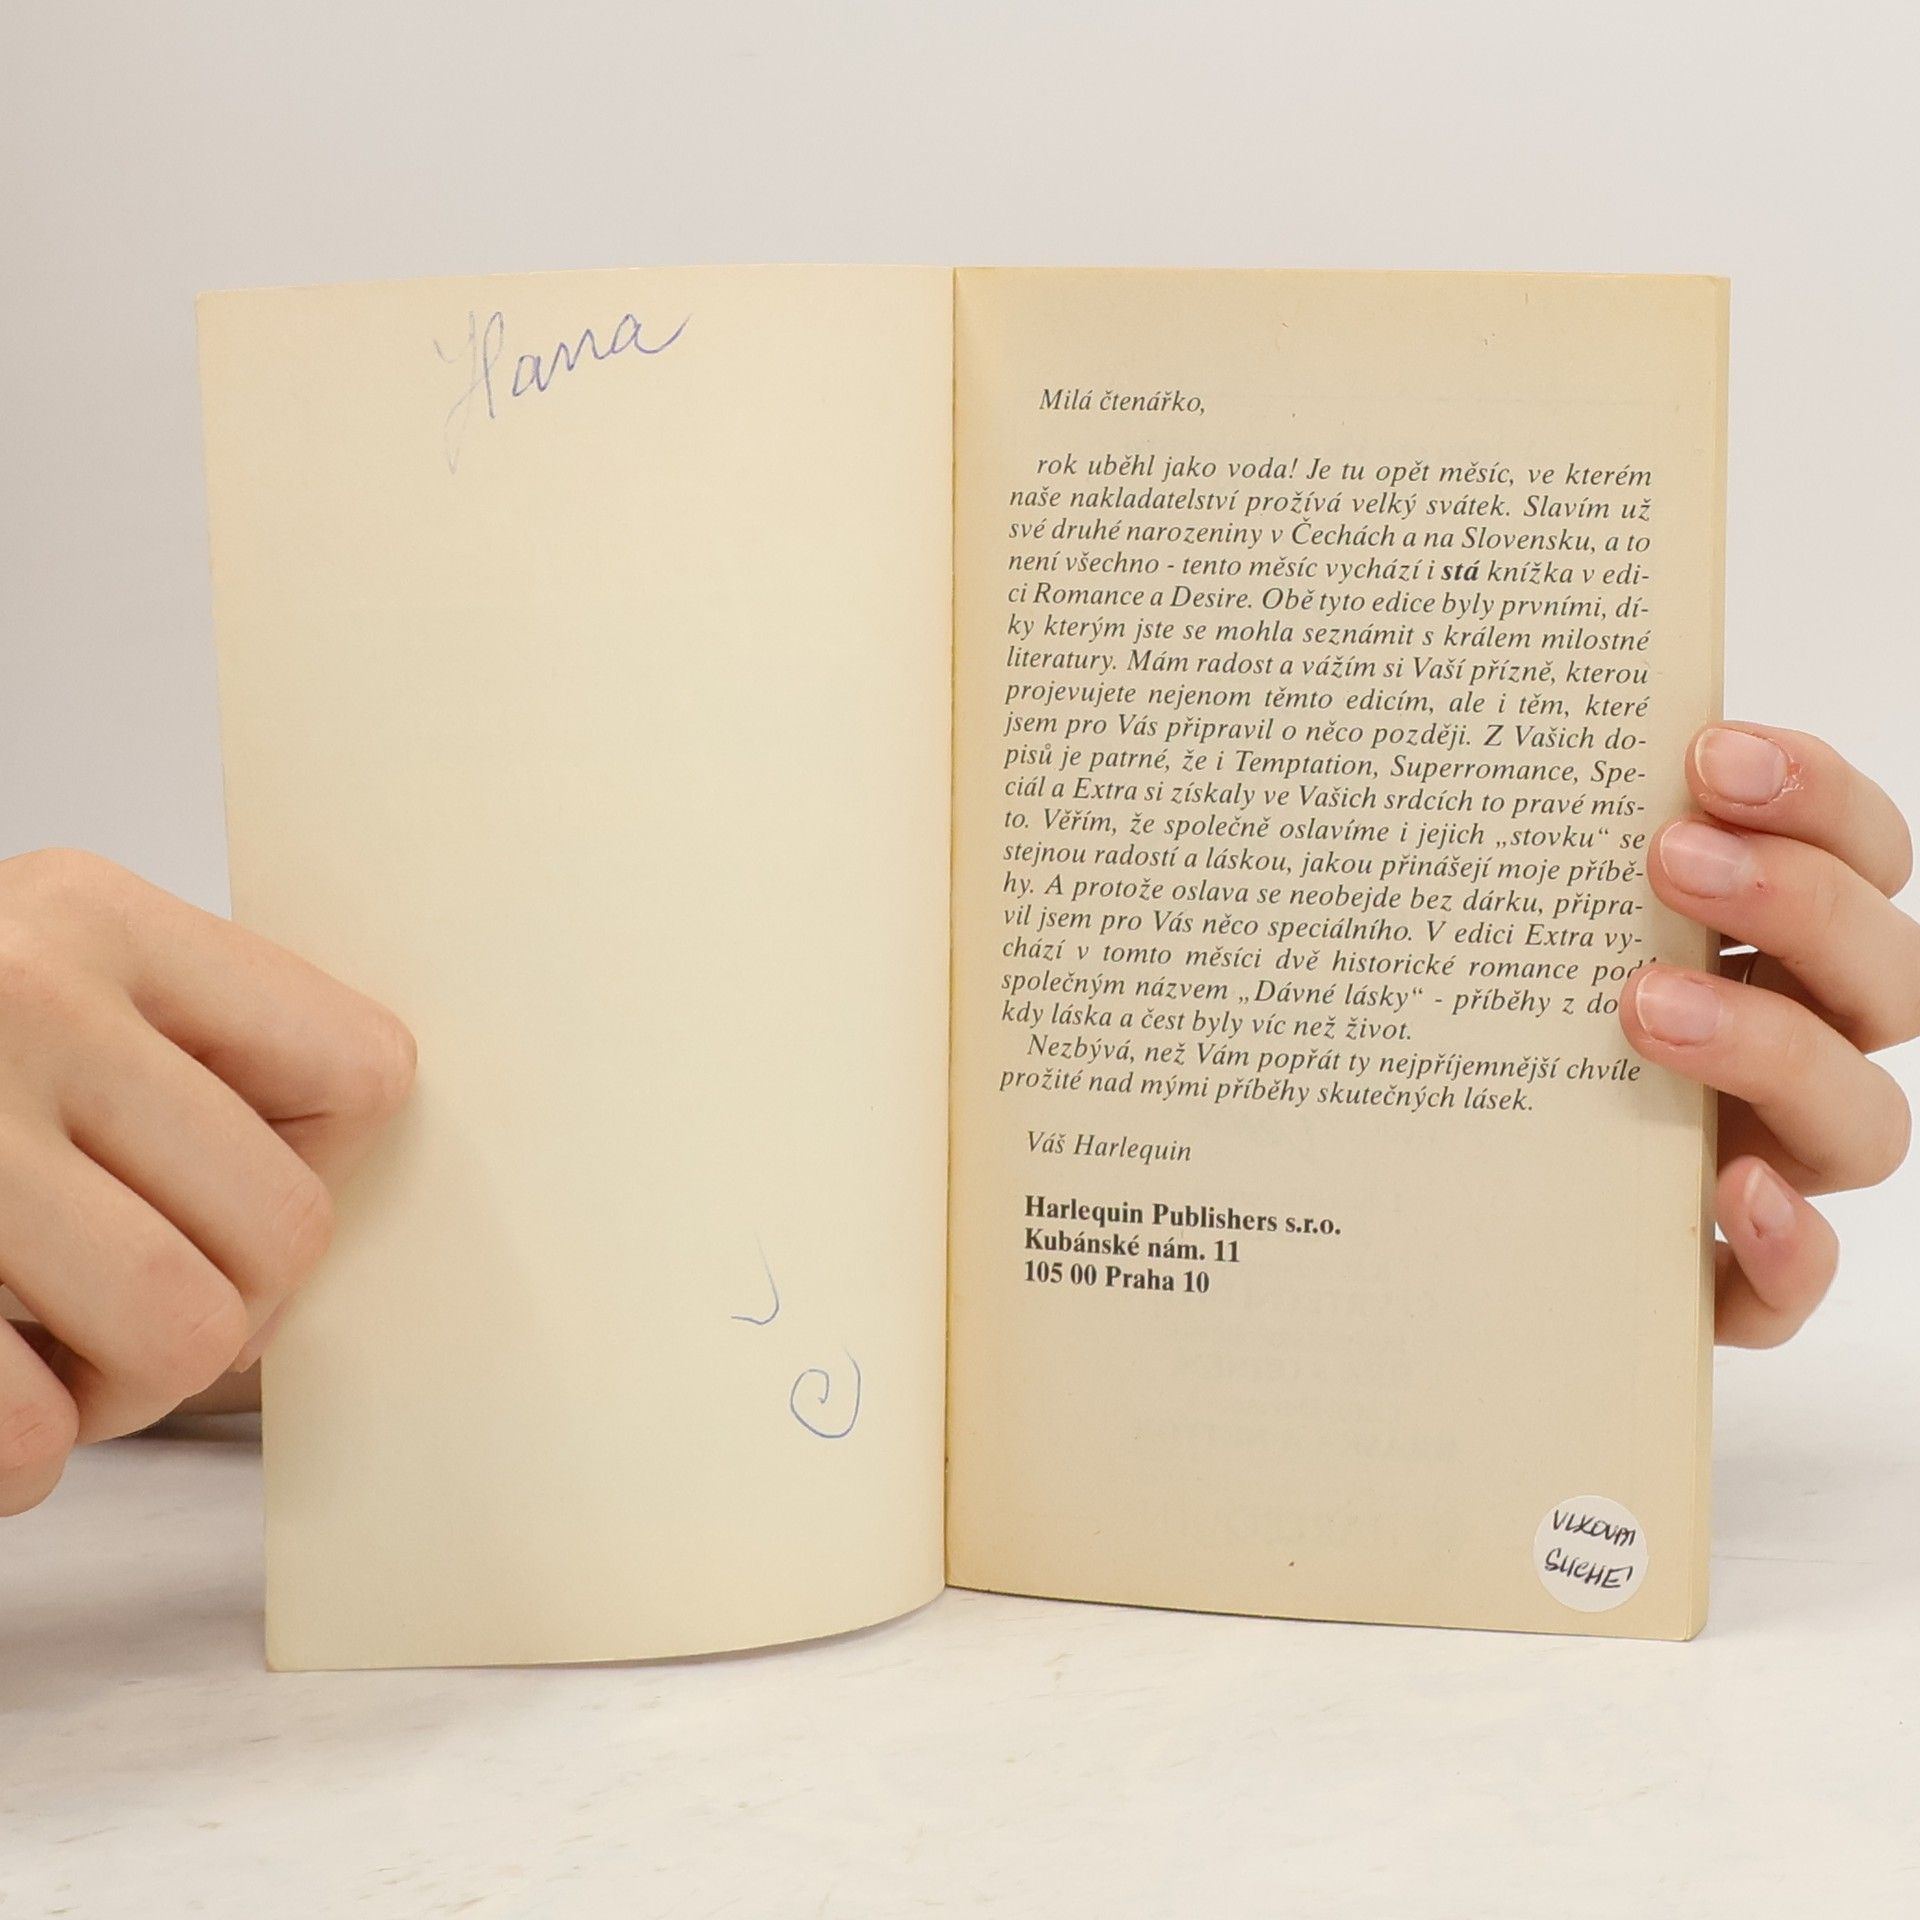 Hana
Milá čtenářko,
rok uběhl jako voda! Je tu opět měsíc, ve kterém
naše nakladatelství prožívá velký svátek. Slavím už
své druhé narozeniny v Čechách a na Slovensku, a to
není všechno - tento měsíc vychází i stá knížka v edi-
ci Romance a Desire. Obě tyto edice byly prvními, dí-
ky kterým jste se mohla seznámit s králem milostné
literatury. Mám radost a vážím si Vaší přízně, kterou
projevujete nejenom těmto edicím, ale i těm, které
jsem pro Vás připravil o něco později. Z Vašich do-
pisů je patrné, že i Temptation, Superromance, Spe-
ciál a Extra si získaly ve Vašich srdcích to pravé mís-
to. Věřím, že společně oslavíme i jejich „stovku“ se
stejnou radostí a láskou, jakou přinášejí moje příbě-
hy. A protože oslava se neobejde bez dárku, připra-
vil jsem pro Vás něco speciálního. V edici Extra vy-
chází v tomto měsíci dvě historické romance pod
společným názvem „Dávné lásky“ - příběhy z do
kdy láska a čest byly víc než život.
Nezbývá, než Vám popřát ty nejpříjemnější chvíle
prožité nad mými příběhy skutečných lásek.
Váš Harlequin
Harlequin Publishers s.r.o.
Kubánské nám. 11
105 00 Praha 10
SUCHÉ